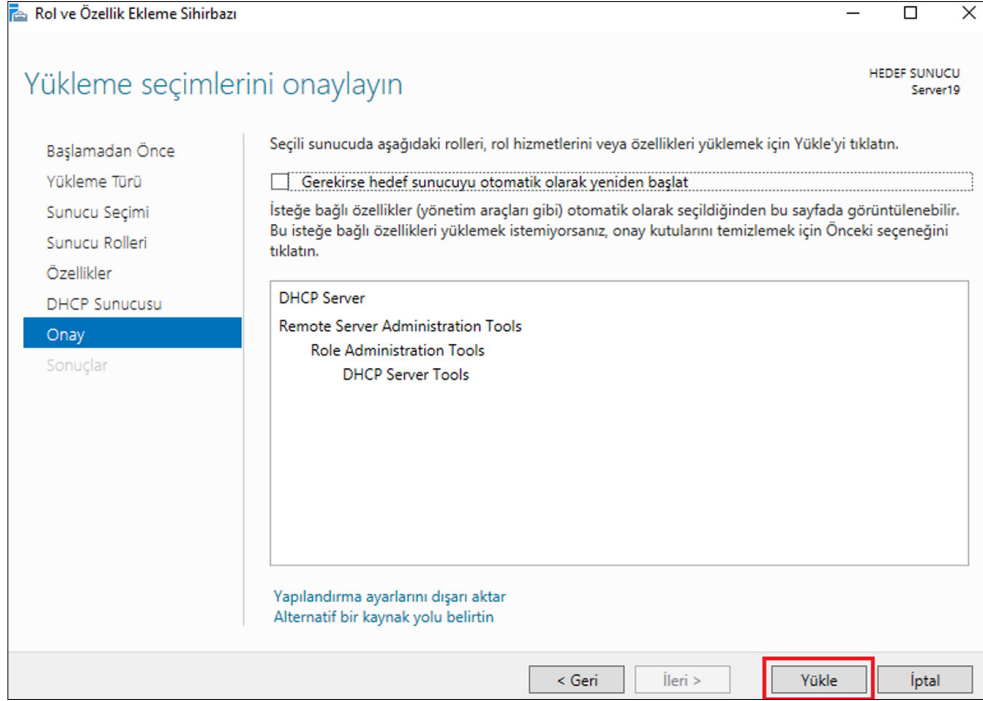 Rol ve Özellik Ekleme Sihirbazı
Yükleme seçimlerini onaylayın
HEDEF SUNUCU
Server19
Başlamadan Önce
Yükleme Türü
Sunucu Seçimi
Sunucu Rolleri
Özellikler
DHCP Sunucusu
Onay
Sonuçlar
Seçili sunucuda aşağıdaki rolleri, rol hizmetlerini veya özellikleri yüklemek için Yükle'yi tıklatın.
Gerekirse hedef sunucuyu otomatik olarak yeniden başlat
İsteğe bağlı özellikler (yönetim araçları gibi) otomatik olarak seçildiğinden bu sayfada görüntülenebilir.
Bu isteğe bağlı özellikleri yüklemek istemiyorsanız, onay kutularını temizlemek için Önceki seçeneğini
tıklatın.
DHCP Server
Remote Server Administration Tools
Role Administration Tools
DHCP Server Tools
Yapılandırma ayarlarını dışarı aktar
Alternatif bir kaynak yolu belirtin
< Geri
İleri >
Yükle
İptal